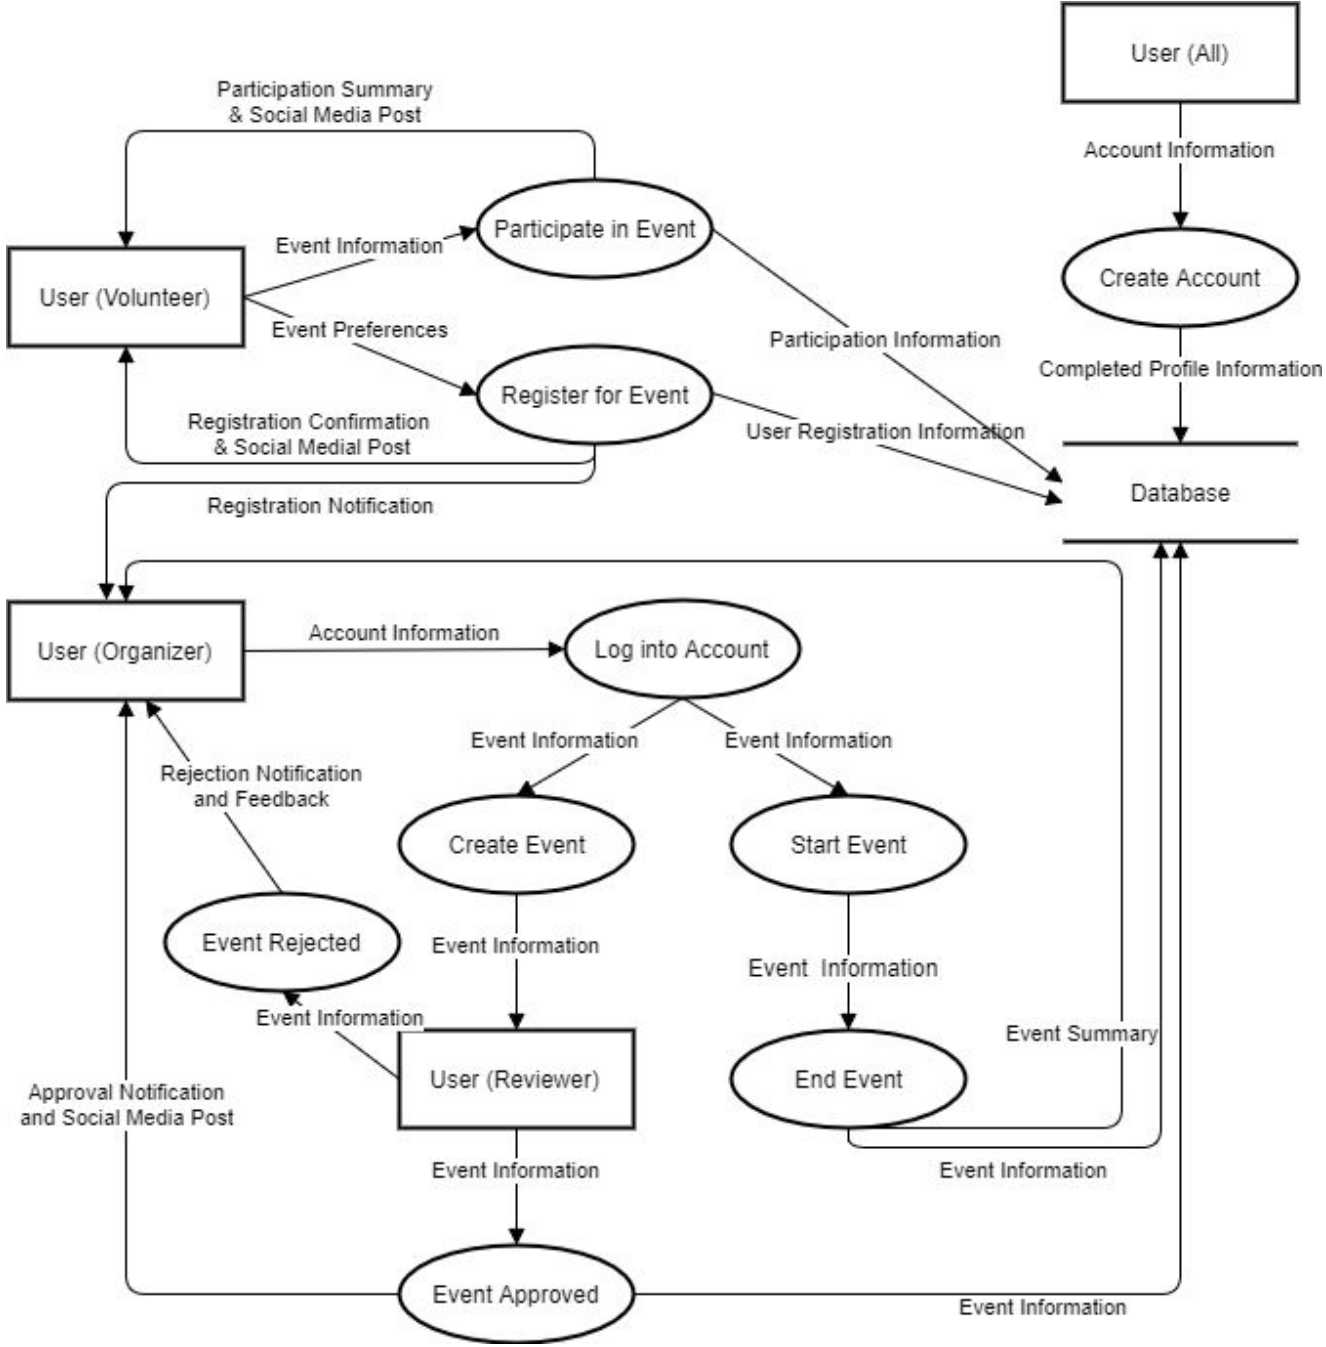 User (All)
Participation Summary
& Social Media Post
Account Information
Participate in Event
Event Information
Create Account
User (Volunteer)
Event Preferences
Participation Information
Completed Profile Information
Register for Event
Registration Confirmation
& Social Medial Post
User Registration Information
Database
Registration Notification
User (Organizer)
Account Information
Log into Account
Event Information
Event Information
Rejection Notification
and Feedback
Create Event
Start Event
Event Rejected
Event Information
Event  Information
Event Information
Event Summary
User (Reviewer)
End Event
Approval Notification
and Social Media Post
Event Information
Event Information
Event Approved
Event Information